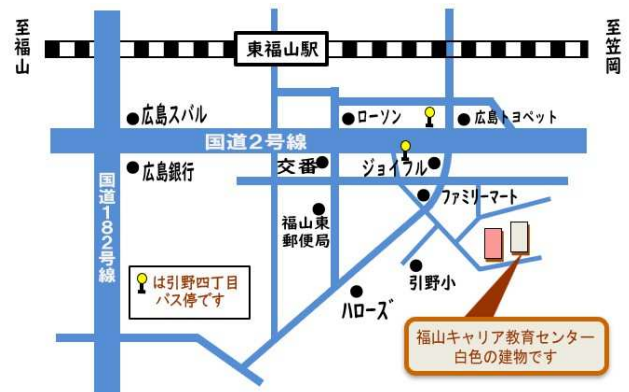 至福山
東福山駅
至笠岡
広島スバル
ローソン
広島トヨペット
国道2号線
広島銀行
交番
ジョイフル
国道182号線
ファミリーマート
福山東
郵便局
は引野四丁目
バス停です
引野小
ハローズ
福山キャリア教育センター
白色の建物です